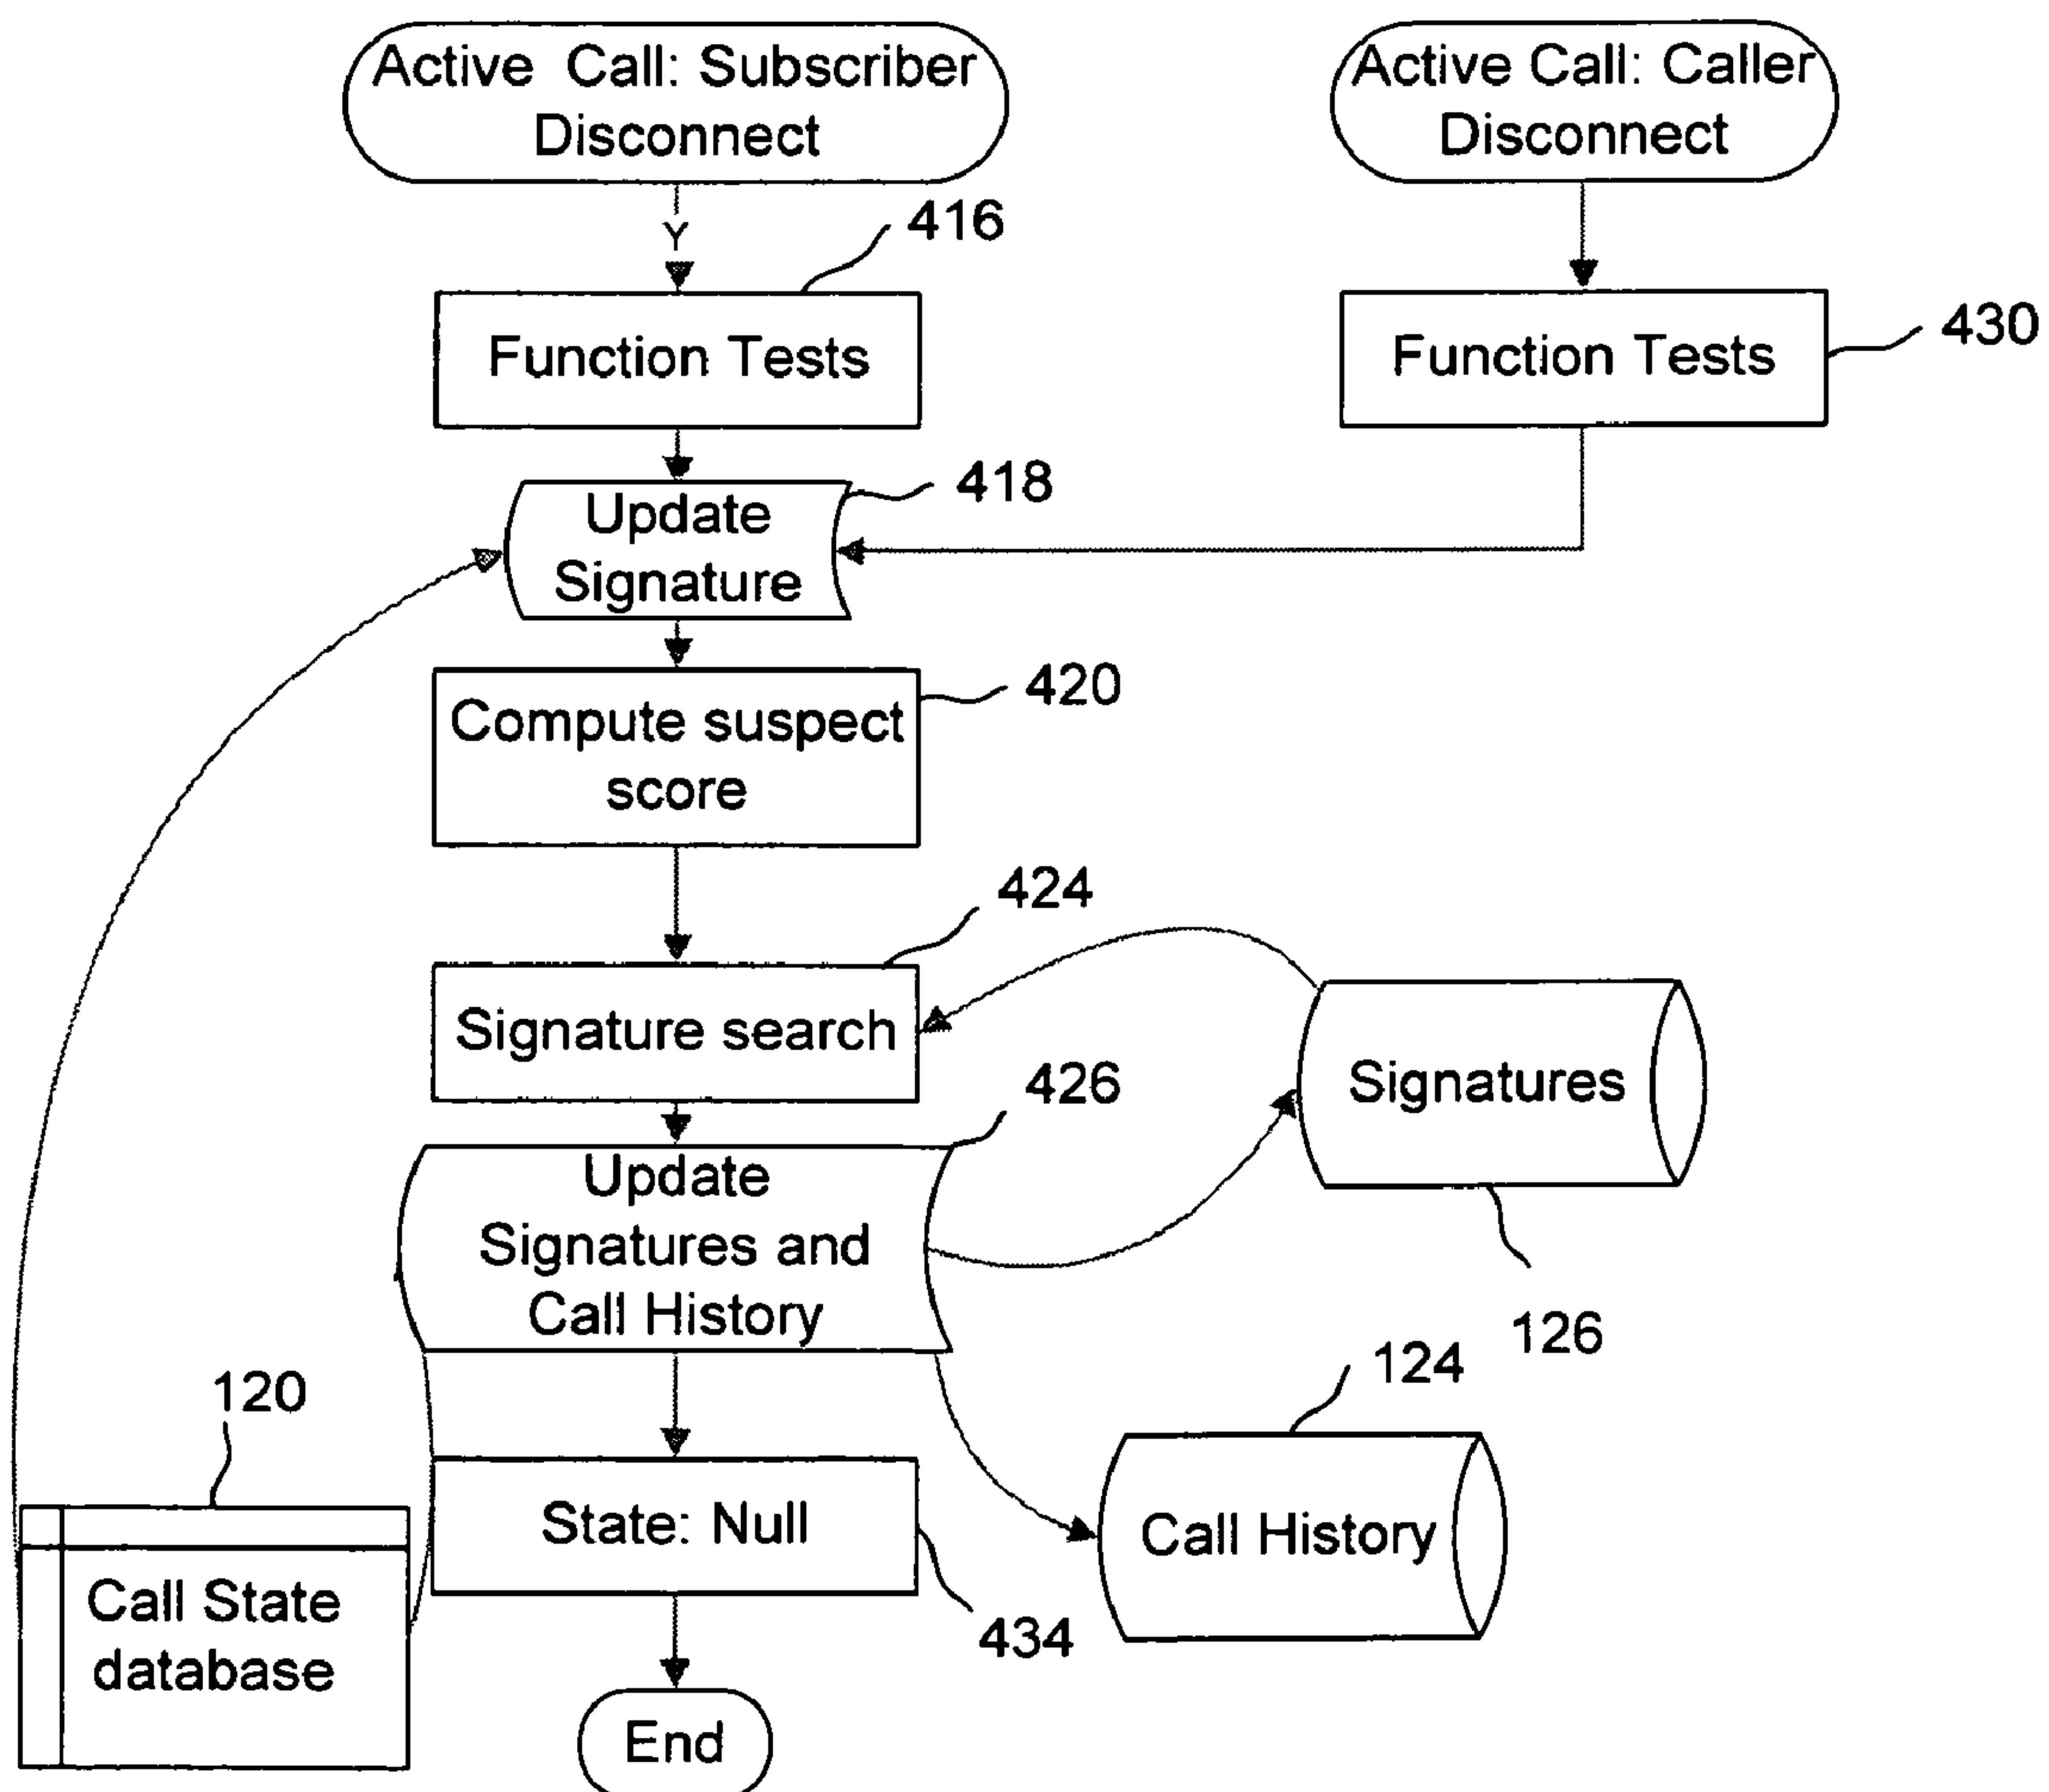 Active Call: Subscriber
Disconnect
Active Call: Caller
Disconnect
Y
416
Function Tests
Function Tests
430
418
Update
Signature
420
Compute suspect
score
424
Signature search
426
Signatures
Update
Signatures and
Call History
126
124
120
State: Null
Call History
Call State
database
434
End